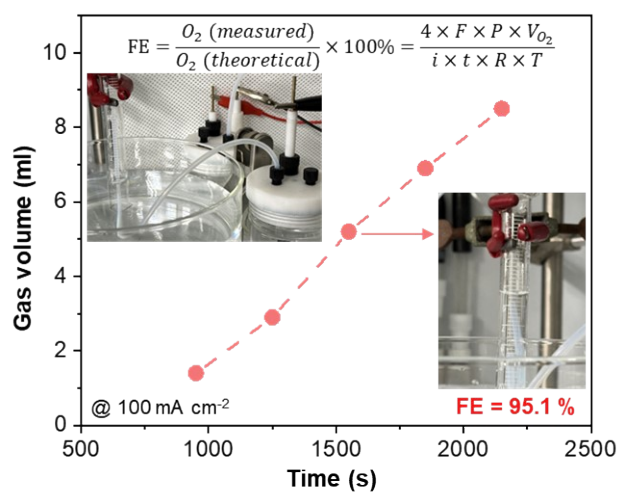 FE = O₂ (measured) / O₂ (theoretical) × 100% = 4 × F × P × V_O₂ / i × t × R × T
10
8
6
4
2
0
Gas volume (ml)
@ 100 mA cm⁻²
FE = 95.1 %
500
1000
1500
2000
2500
Time (s)